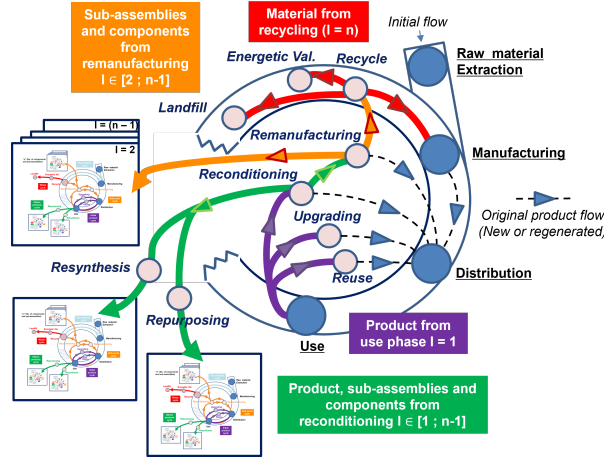 Sub-assemblies
and components
from
remanufacturing
l ∈ [2 ; n-1]
Material from
recycling (l = n)
Initial flow
Raw material
Extraction
Energetic Val.
Recycle
Landfill
l = (n – 1)
l = 2
Remanufacturing
Manufacturing
Reconditioning
Upgrading
Original product flow
(New or regenerated)
Resynthesis
Reuse
Distribution
Repurposing
Use
Product from
use phase l = 1
Product, sub-assemblies and
components from
reconditioning l ∈ [1 ; n-1]